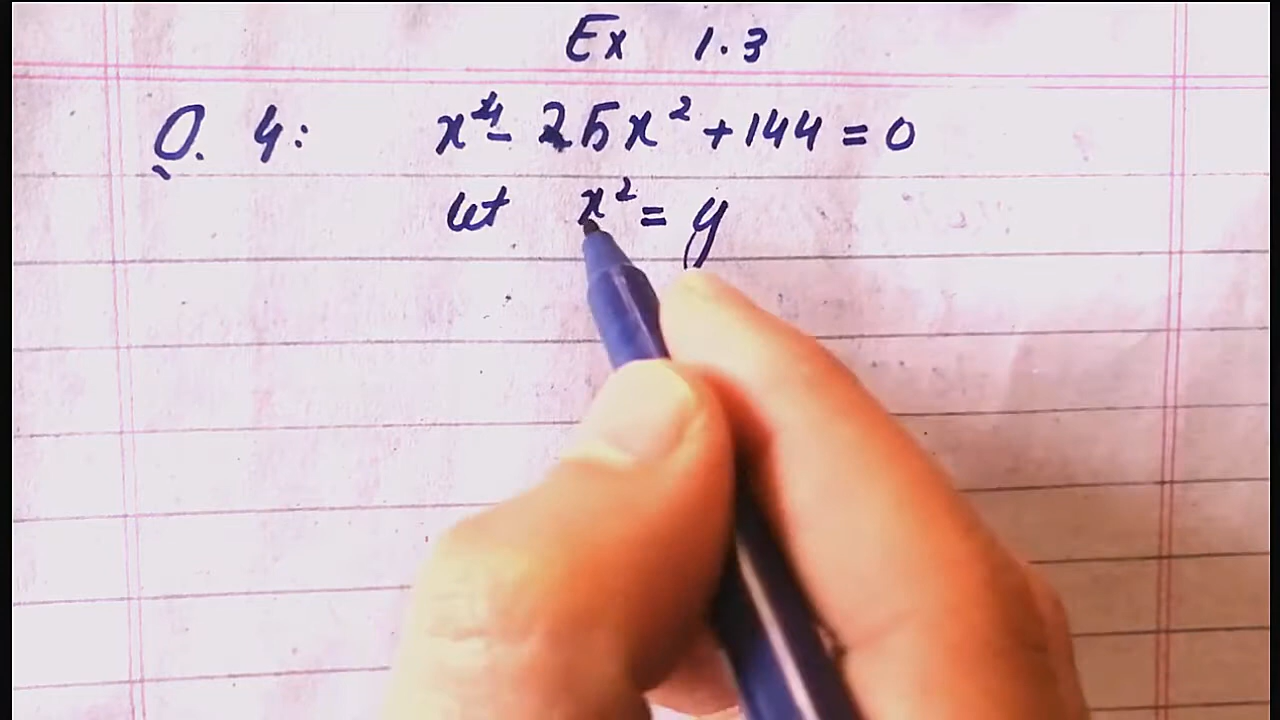 Ex 1.3
Q. 4: x⁴ - 25x² + 144 = 0
let x² = y